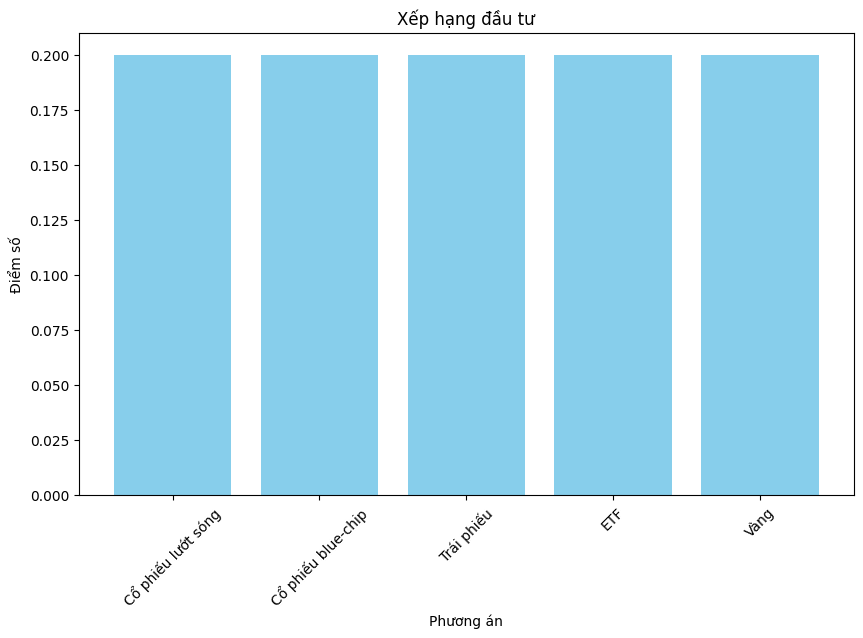 Xếp hạng đầu tư
0.200
0.175
0.150
0.125
0.100
0.075
0.050
0.025
0.000
Điểm số
Cổ phiếu lướt sóng
Cổ phiếu blue-chip
Trái phiếu
ETF
Vàng
Phương án